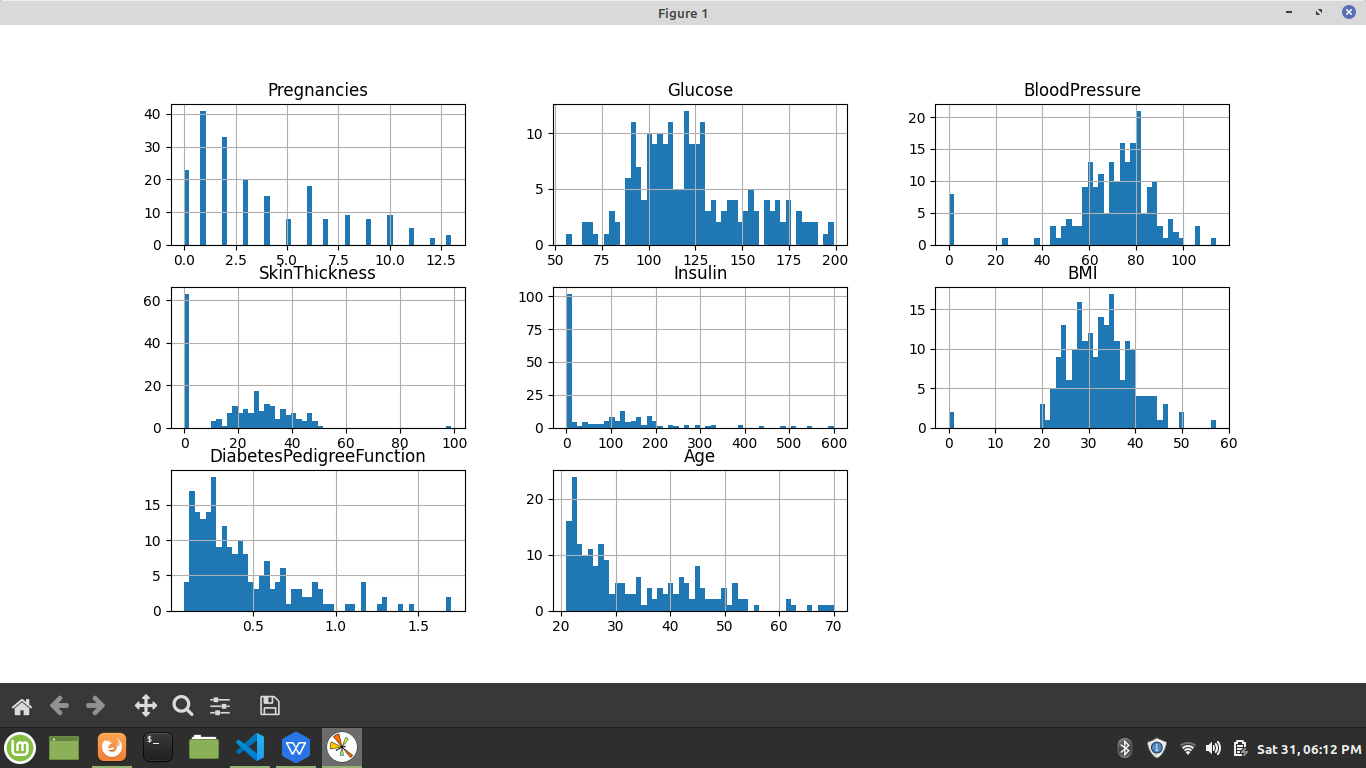 Figure 1
Pregnancies
40
30
20
10
0
0.0 2.5 5.0 7.5 10.0 12.5
Glucose
10
5
0
50 75 100 125 150 175 200
BloodPressure
20
15
10
5
0
0 20 40 60 80 100
SkinThickness
60
40
20
0
0 20 40 60 80 100
Insulin
100
75
50
25
0
0 100 200 300 400 500 600
BMI
15
10
5
0
0 10 20 30 40 50 60
DiabetesPedigreeFunction
15
10
5
0
0.5 1.0 1.5
Age
20
10
0
20 30 40 50 60 70
Sat 31, 06:12 PM